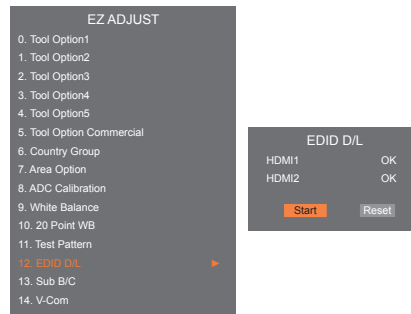 EZ ADJUST
0. Tool Option1
1. Tool Option2
2. Tool Option3
3. Tool Option4
4. Tool Option5
5. Tool Option Commercial
6. Country Group
7. Area Option
8. ADC Calibration
9. White Balance
10. 20 Point WB
11. Test Pattern
12. EDID D/L
13. Sub B/C
14. V-Com
EDID D/L
HDMI1 OK
HDMI2 OK
Start Reset